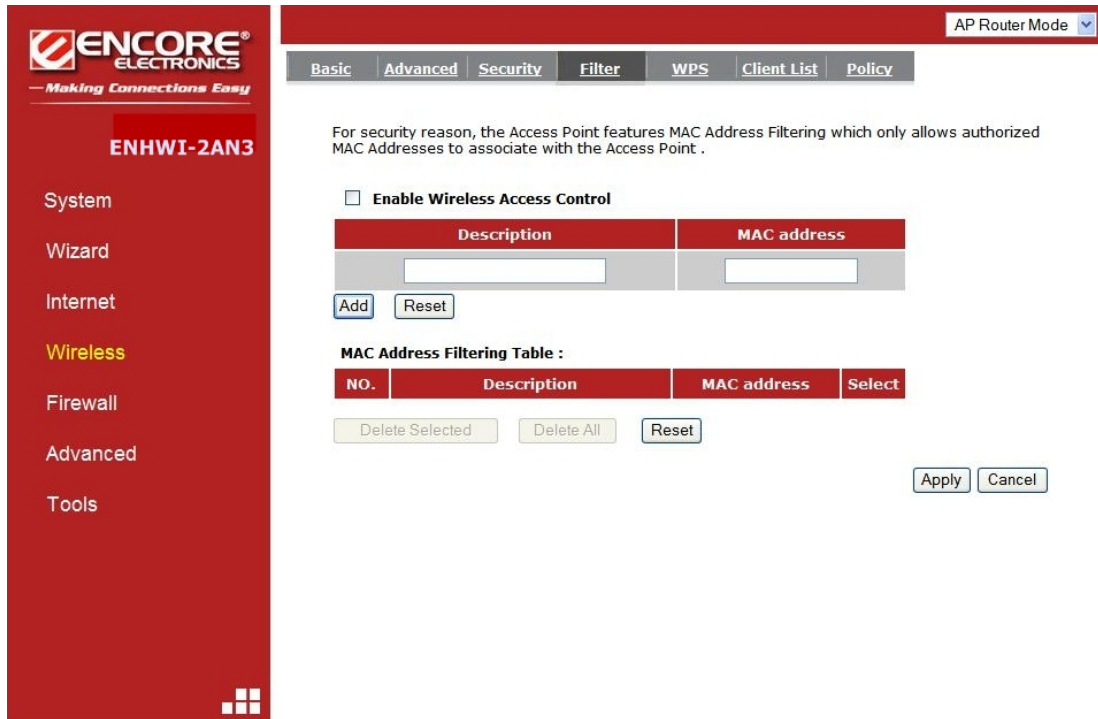 AP Router Mode
ENCORE®
ELECTRONICS
Making Connections Easy
ENHWI-2AN3
System
Wizard
Internet
Wireless
Firewall
Advanced
Tools
Basic Advanced Security Filter WPS Client List Policy
For security reason, the Access Point features MAC Address Filtering which only allows authorized
MAC Addresses to associate with the Access Point .
Enable Wireless Access Control
Description MAC address
Add Reset
MAC Address Filtering Table :
NO. Description MAC address Select
Delete Selected Delete All Reset
Apply Cancel